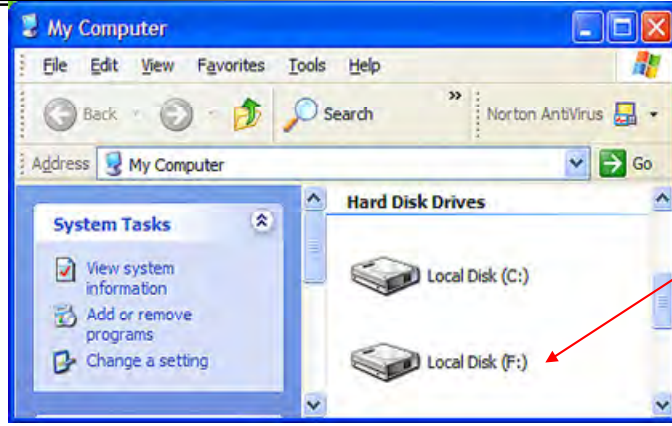 My Computer
File Edit View Favorites Tools Help
Back Search » Norton AntiVirus
Address My Computer Go
System Tasks
View system
information
Add or remove
programs
Change a setting
Hard Disk Drives
Local Disk (C:)
Local Disk (F:)